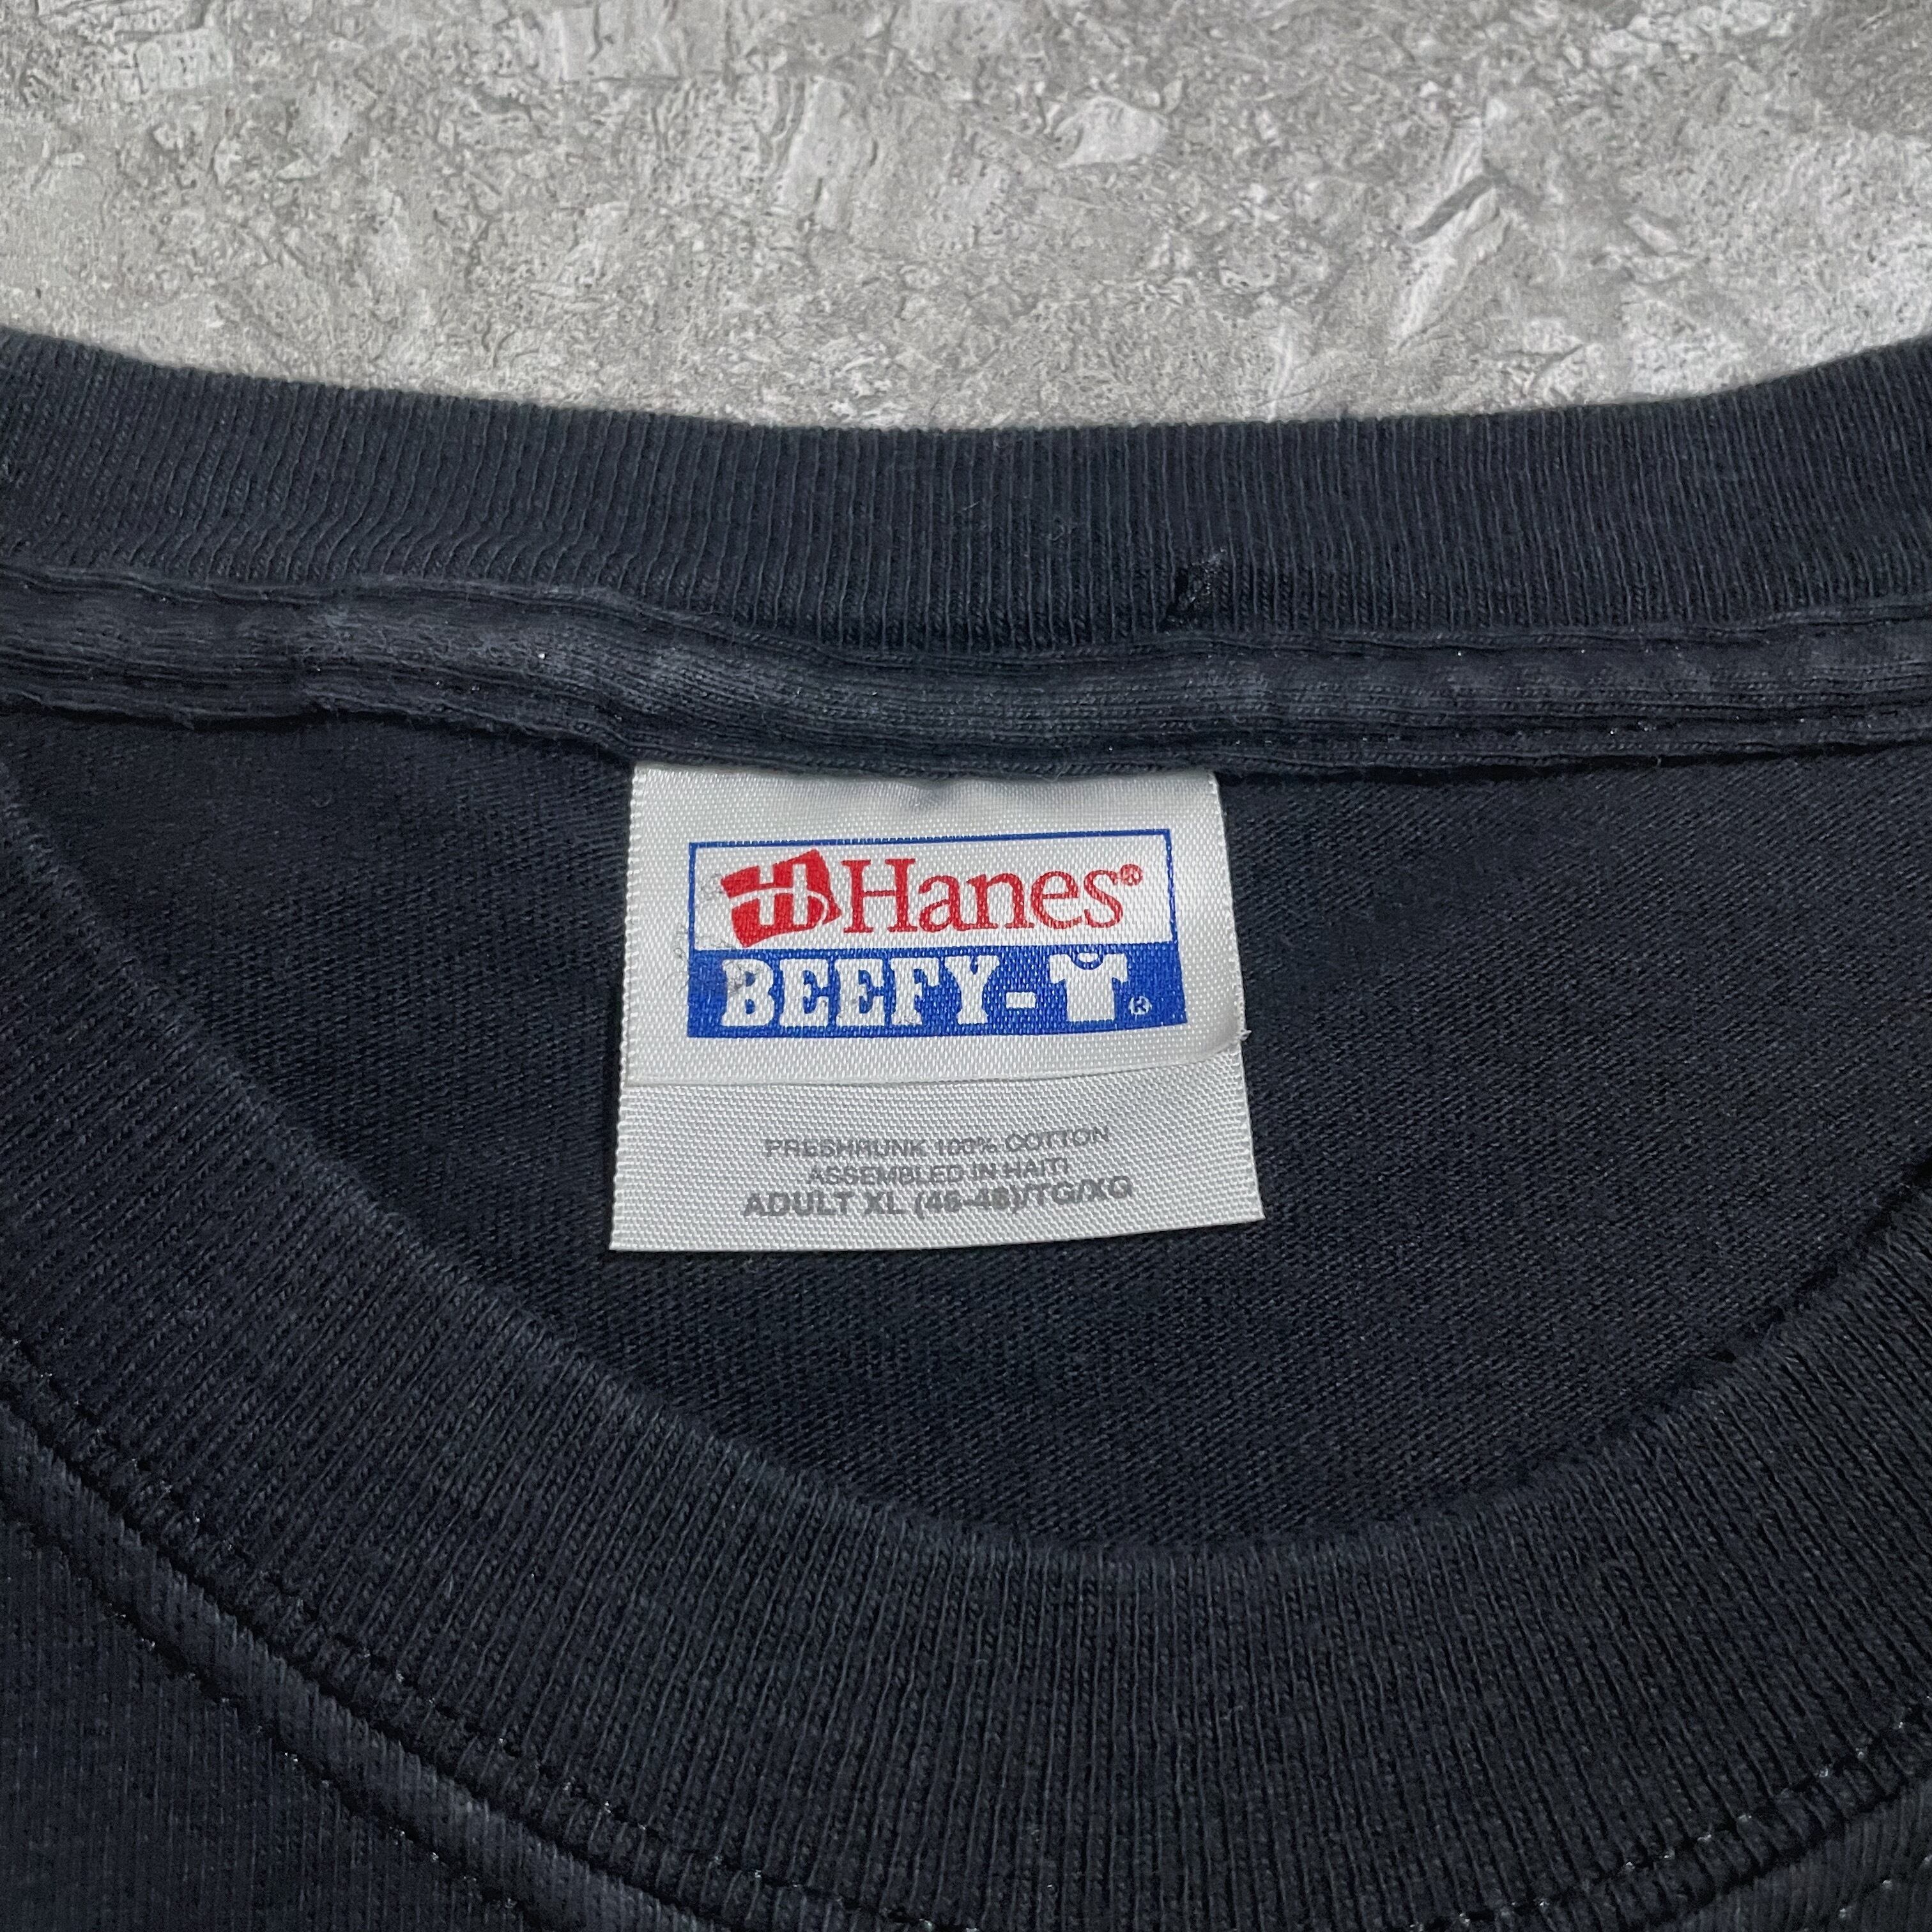 Hanes®
BEEFY-T®
PRESHRUNK 100% COTTON
ASSEMBLED IN HAITI
ADULT XL (46-48)/TG/XG